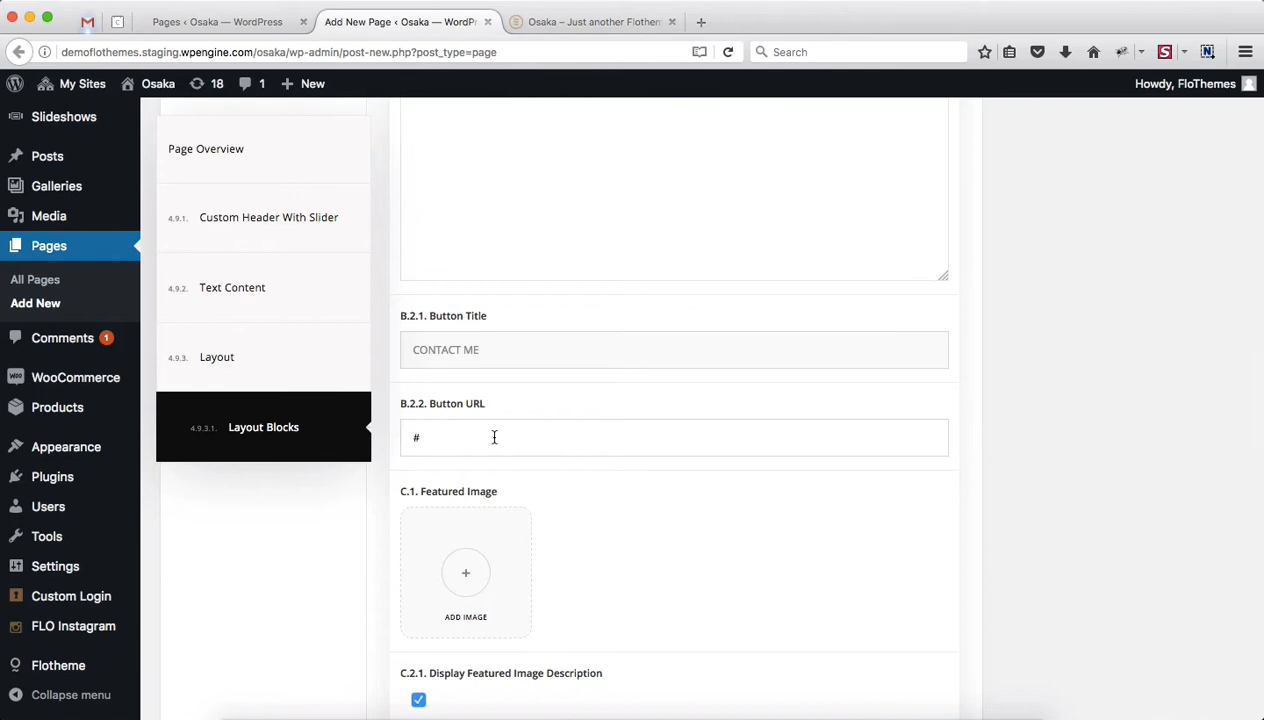 Pages ‹ Osaka — WordPress
Add New Page ‹ Osaka — WordPr
Osaka – Just another Flothem
demoflothemes.staging.wpengine.com/osaka/wp-admin/post-new.php?post_type=page
Search
My Sites
Osaka
18
1
New
Howdy, FloThemes
Slideshows
Posts
Galleries
Media
Pages
All Pages
Add New
Comments 1
WooCommerce
Products
Appearance
Plugins
Users
Tools
Settings
Custom Login
FLO Instagram
Flotheme
Collapse menu
Page Overview
4.9.1. Custom Header With Slider
4.9.2. Text Content
4.9.3. Layout
4.9.3.1. Layout Blocks
B.2.1. Button Title
CONTACT ME
B.2.2. Button URL
#
C.1. Featured Image
ADD IMAGE
C.2.1. Display Featured Image Description